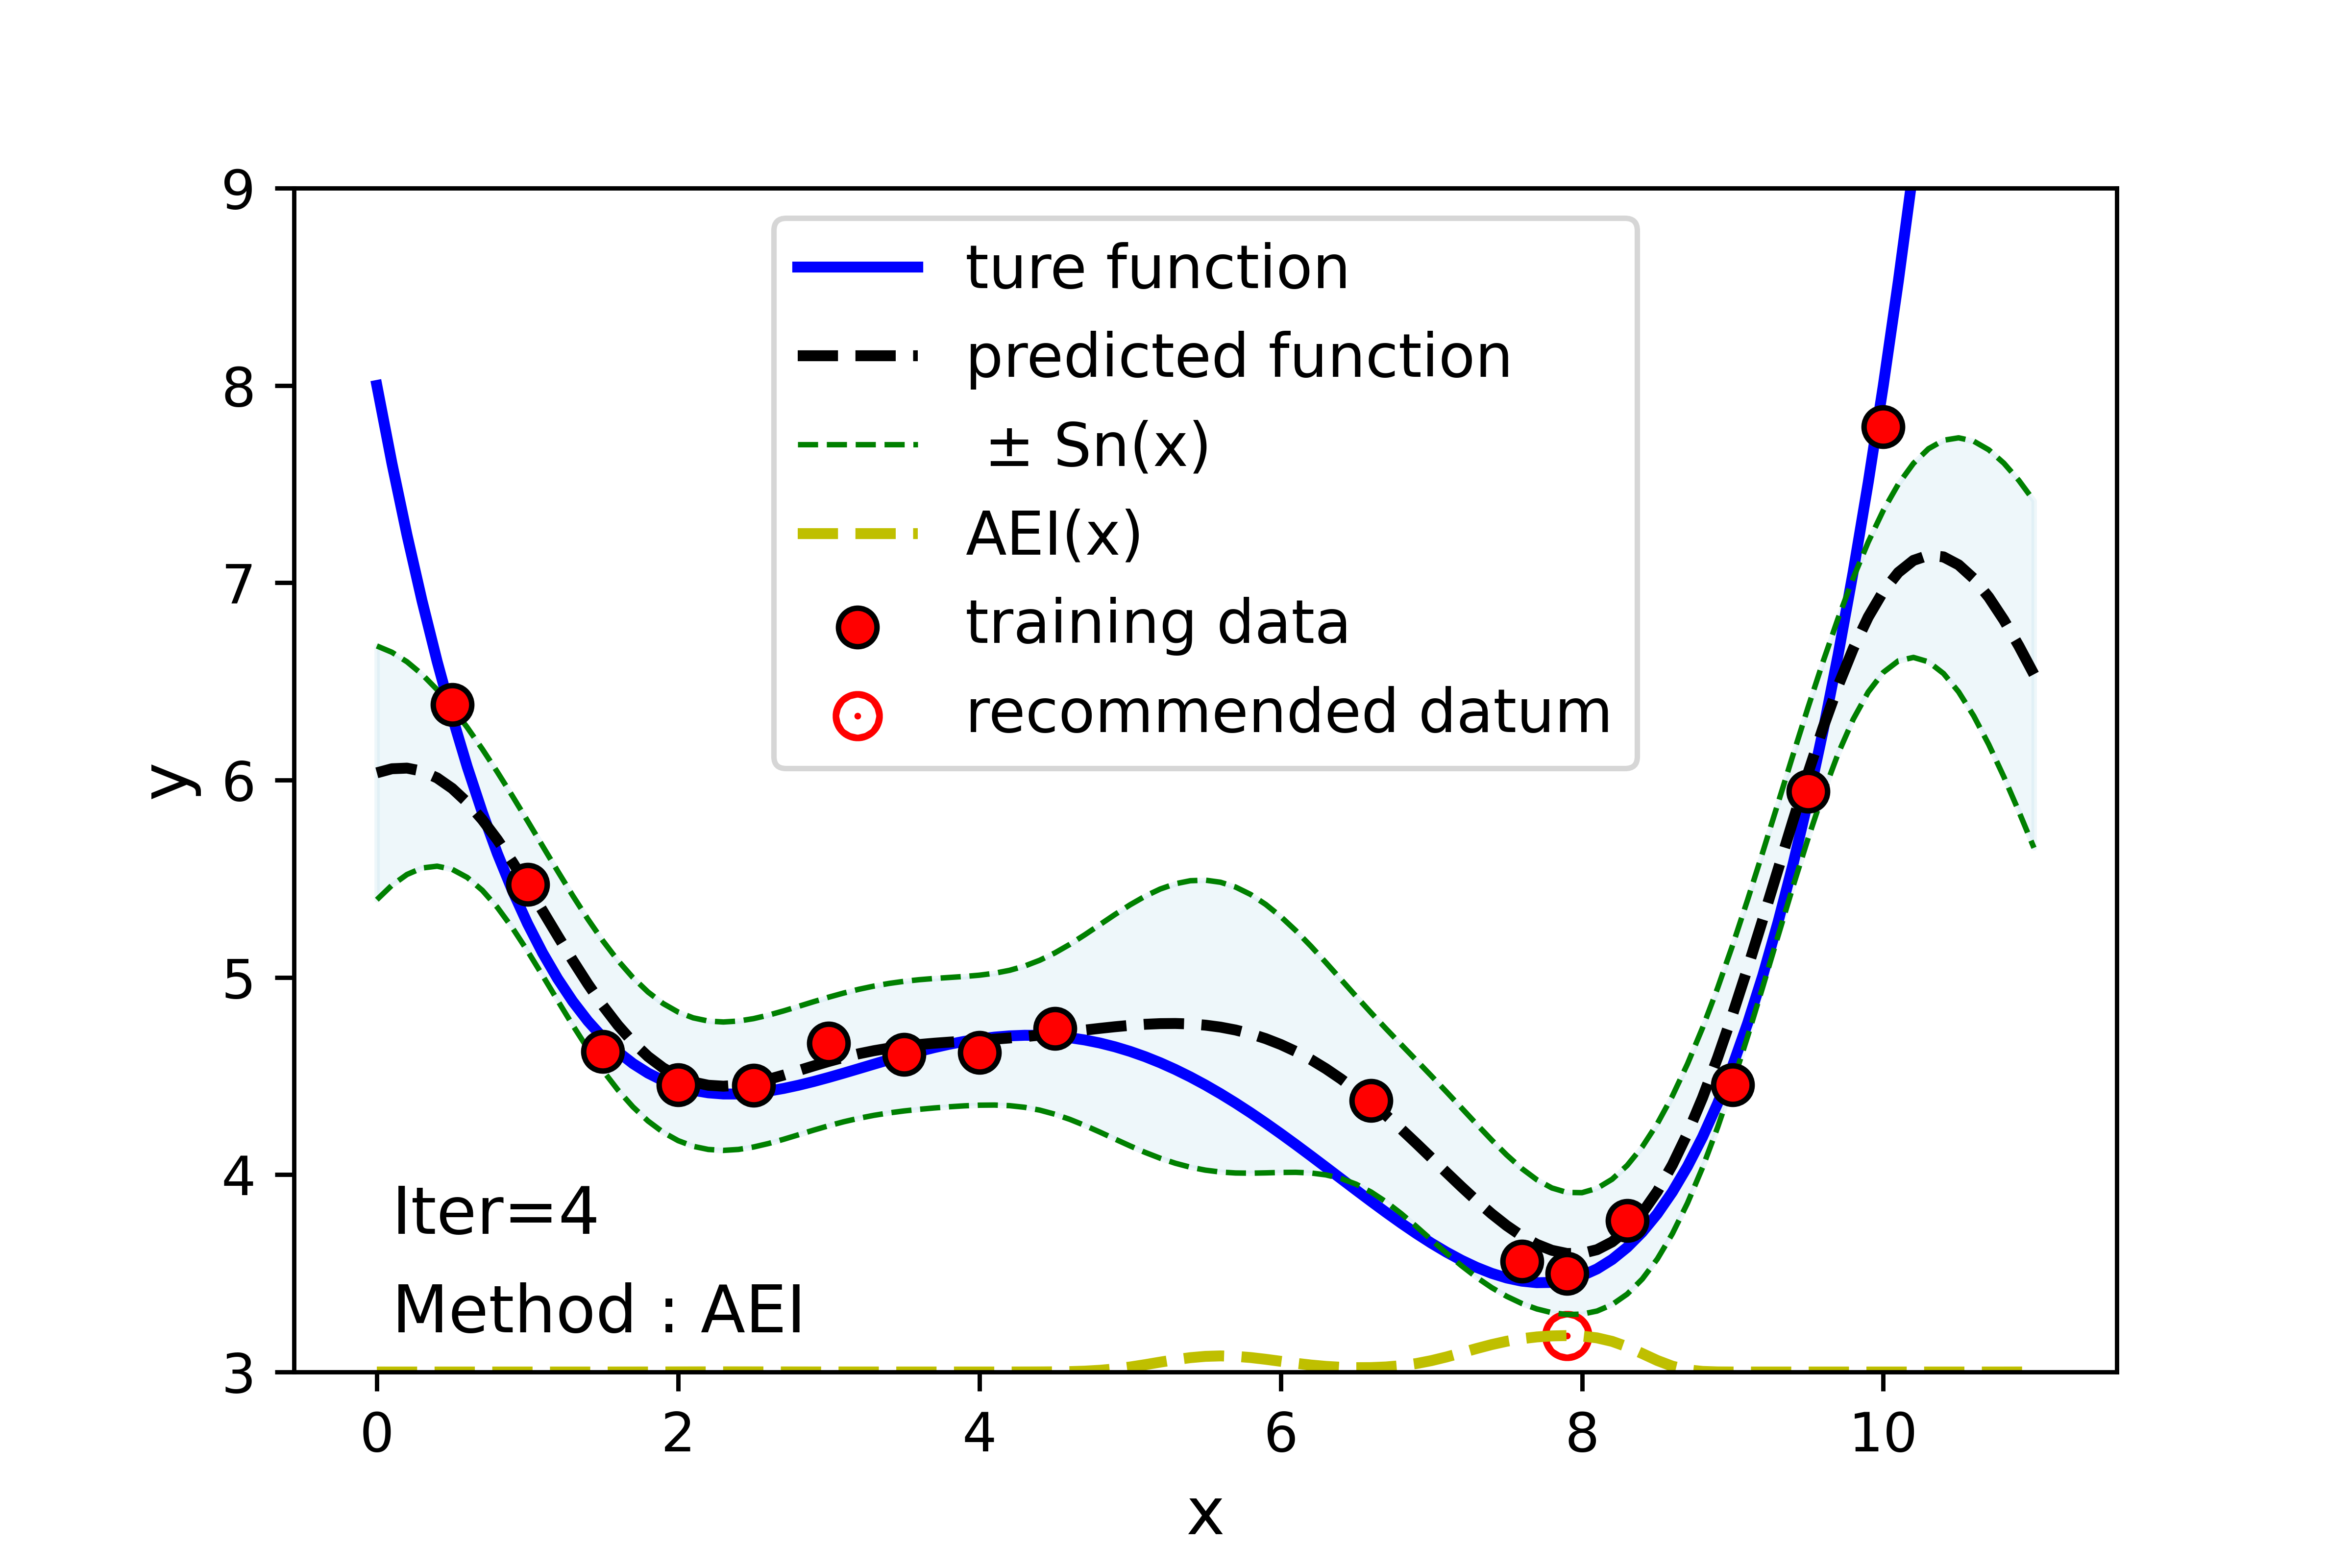 9
8
7
6
5
4
3
y
ture function
predicted function
± Sn(x)
AEI(x)
training data
recommended datum
Iter=4
Method : AEI
0 2 4 6 8 10
x